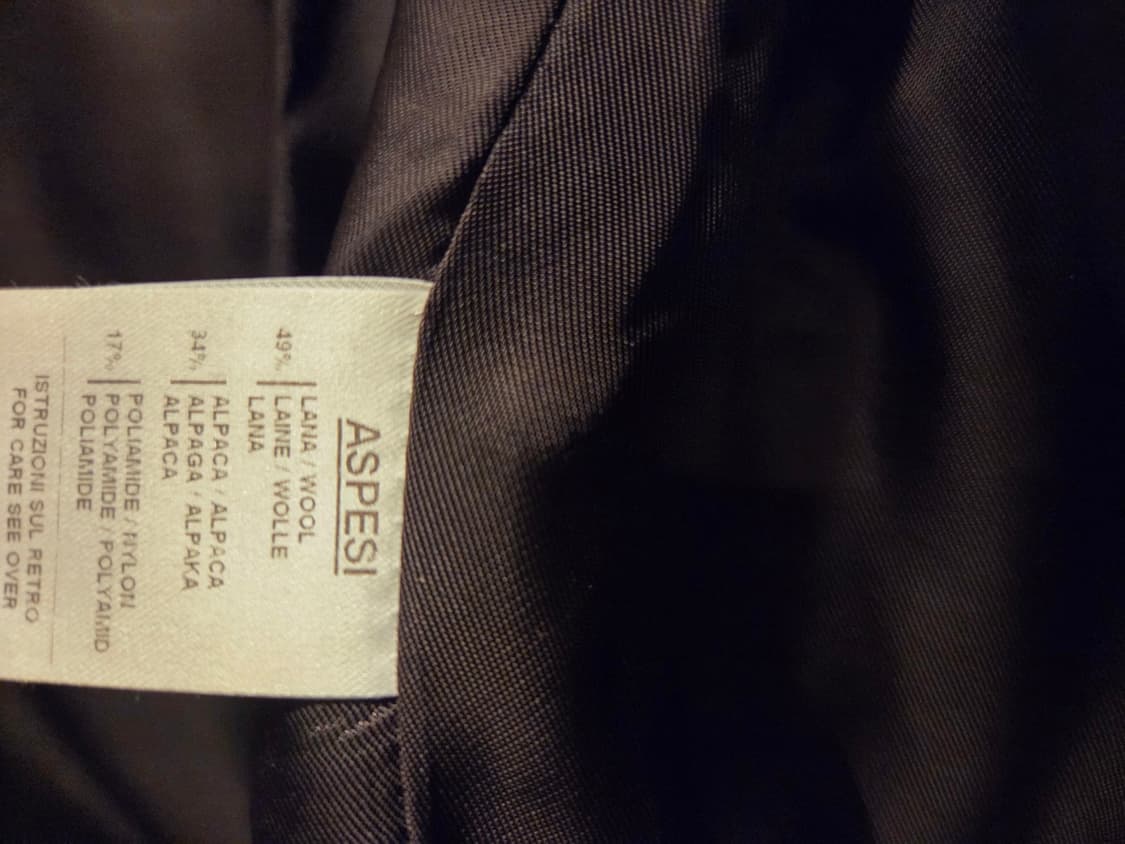 ASPESI
LANA / WOOL
49% LAINE / WOLLE
LANA
ALPACA / ALPACA
34% ALPAGA / ALPAKA
ALPACA
POLIAMIDE / NYLON
17% POLYAMIDE / POLYAMID
POLIAMIDE
ISTRUZIONI SUL RETRO
FOR CARE SEE OVER